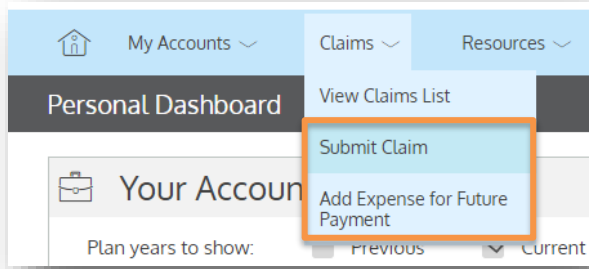 My Accounts Claims Resources
Personal Dashboard
View Claims List
Submit Claim
Add Expense for Future
Payment
Your Accoun
Plan years to show: Previous Current